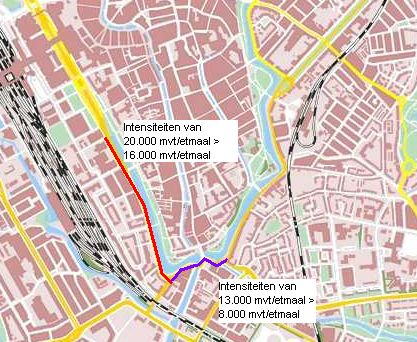 Intensiteiten van
20.000 mvt/etmaal >
16.000 mvt/etmaal
Intensiteiten van
13.000 mvt/etmaal >
8.000 mvt/etmaal